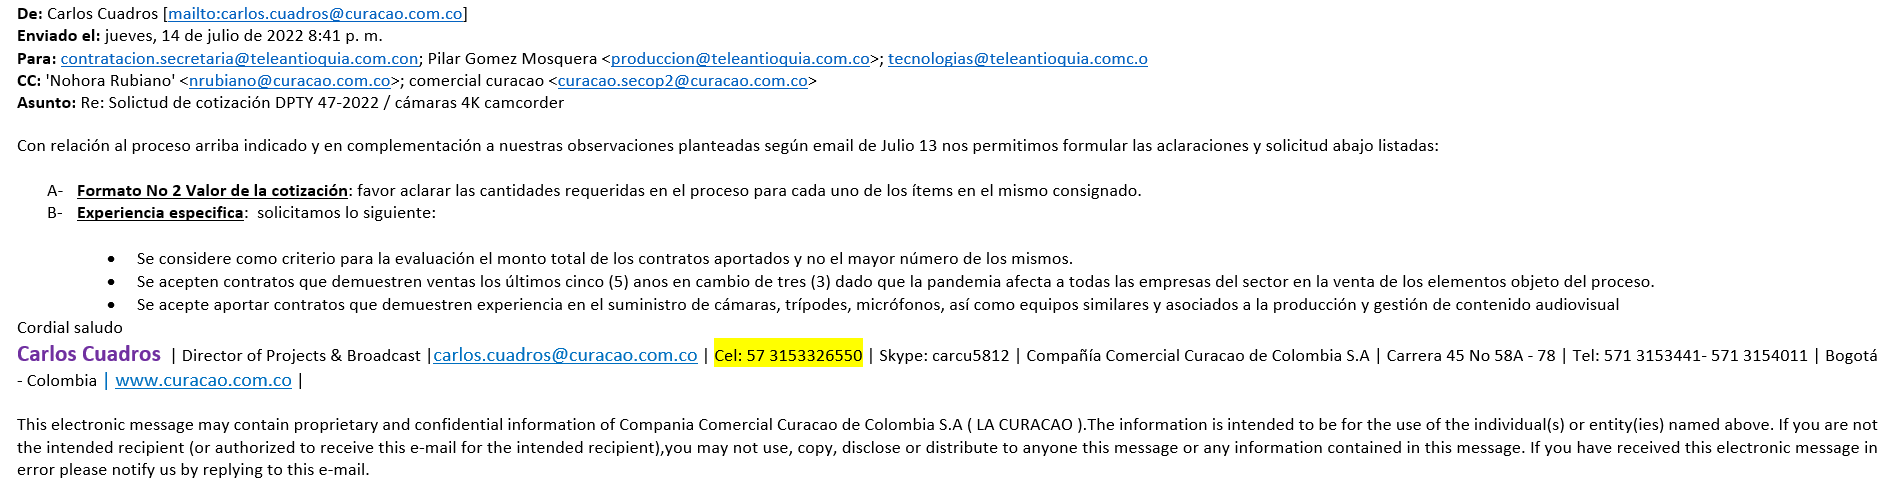 De: Carlos Cuadros [mailto:carlos.cuadros@curacao.com.co]
Enviado el: jueves, 14 de julio de 2022 8:41 p. m.
Para: contratacion.secretaria@teleantioquia.com.con; Pilar Gomez Mosquera <produccion@teleantioquia.com.co>; tecnologias@teleantioquia.comc.o
CC: 'Nohora Rubiano' <nrubiano@curacao.com.co>; comercial curacao <curacao.secop2@curacao.com.co>
Asunto: Re: Solictud de cotización DPTY 47-2022 / cámaras 4K camcorder
Con relación al proceso arriba indicado y en complementación a nuestras observaciones planteadas según email de Julio 13 nos permitimos formular las aclaraciones y solicitud abajo listadas:
A- Formato No 2 Valor de la cotización: favor aclarar las cantidades requeridas en el proceso para cada uno de los ítems en el mismo consignado.
B- Experiencia especifica: solicitamos lo siguiente:
• Se considere como criterio para la evaluación el monto total de los contratos aportados y no el mayor número de los mismos.
• Se acepten contratos que demuestren ventas los últimos cinco (5) anos en cambio de tres (3) dado que la pandemia afecta a todas las empresas del sector en la venta de los elementos objeto del proceso.
• Se acepte aportar contratos que demuestren experiencia en el suministro de cámaras, trípodes, micrófonos, así como equipos similares y asociados a la producción y gestión de contenido audiovisual
Cordial saludo
Carlos Cuadros | Director of Projects & Broadcast |carlos.cuadros@curacao.com.co | Cel: 57 3153326550 | Skype: carcu5812 | Compañía Comercial Curacao de Colombia S.A | Carrera 45 No 58A - 78 | Tel: 571 3153441- 571 3154011 | Bogotá
- Colombia | www.curacao.com.co |
This electronic message may contain proprietary and confidential information of Compania Comercial Curacao de Colombia S.A ( LA CURACAO ).The information is intended to be for the use of the individual(s) or entity(ies) named above. If you are not
the intended recipient (or authorized to receive this e-mail for the intended recipient),you may not use, copy, disclose or distribute to anyone this message or any information contained in this message. If you have received this electronic message in
error please notify us by replying to this e-mail.